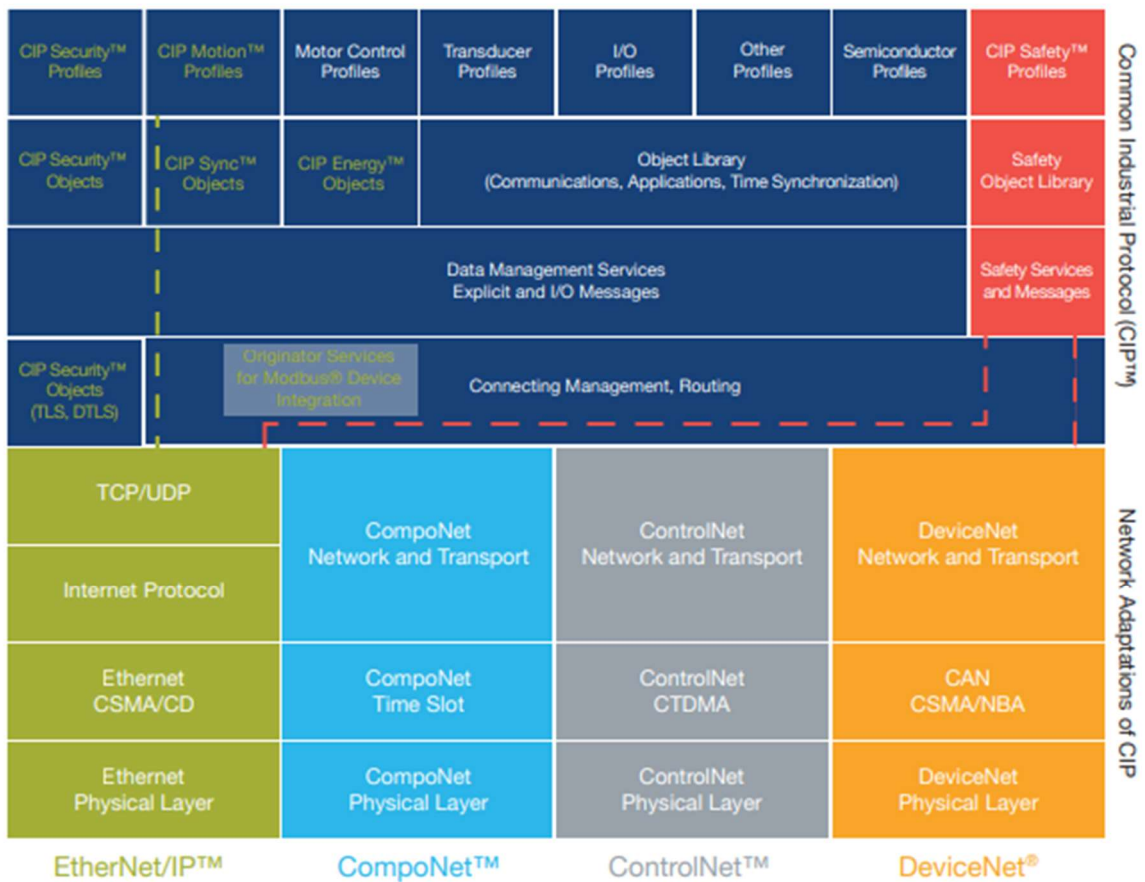 CIP Security™
Profiles
CIP Motion™
Profiles
Motor Control
Profiles
Transducer
Profiles
I/O
Profiles
Other
Profiles
Semiconductor
Profiles
CIP Safety™
Profiles
CIP Security™
Objects
CIP Sync™
Objects
CIP Energy™
Objects
Object Library
(Communications, Applications, Time Synchronization)
Safety
Object Library
Data Management Services
Explicit and I/O Messages
Safety Services
and Messages
CIP Security™
Objects
(TLS, DTLS)
Originator Services
for Modbus® Device
Integration
Connecting Management, Routing
Common Industrial Protocol (CIP™)
TCP/UDP
Internet Protocol
CompoNet
Network and Transport
ControlNet
Network and Transport
DeviceNet
Network and Transport
Ethernet
CSMA/CD
CompoNet
Time Slot
ControlNet
CTDMA
CAN
CSMA/NBA
Ethernet
Physical Layer
CompoNet
Physical Layer
ControlNet
Physical Layer
DeviceNet
Physical Layer
Network Adaptations of CIP
EtherNet/IP™
CompoNet™
ControlNet™
DeviceNet®